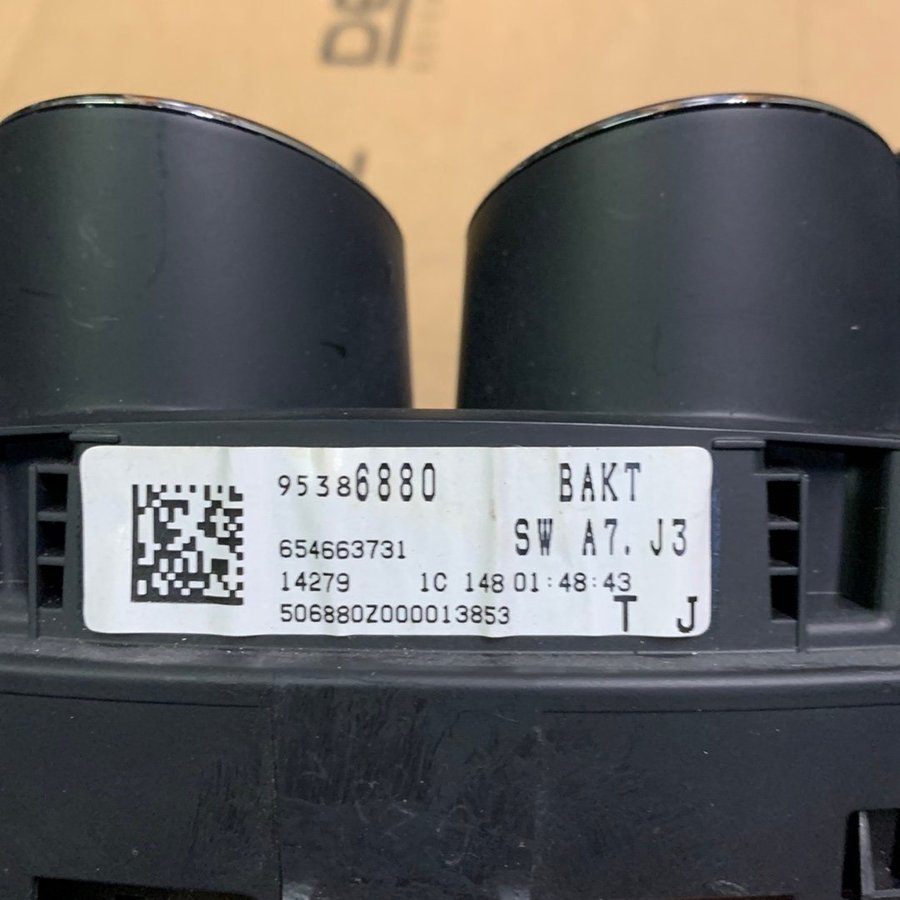 95386880 BAKT
SW A7. J3
654663731
14279 1C 148 01:48:43
506880Z000013853
T J